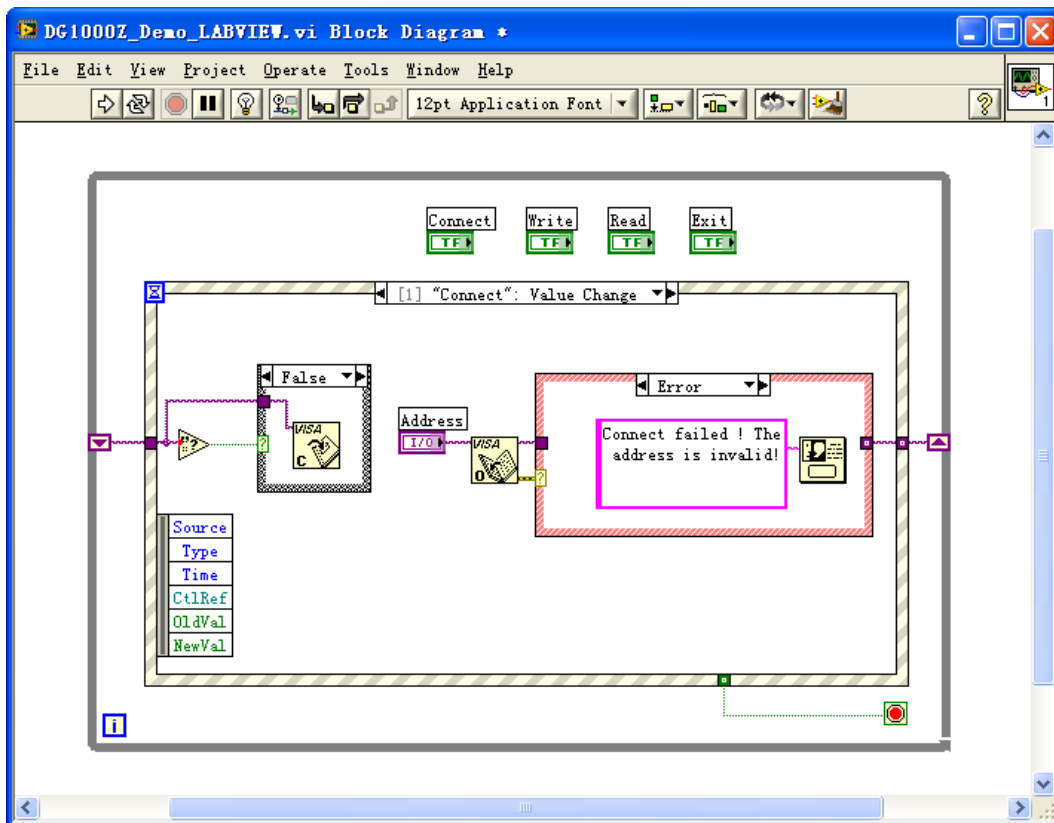 DG1000Z_Demo_LABVIEW.vi Block Diagram *
File Edit View Project Operate Tools Window Help
12pt Application Font
?
1
Connect Write Read Exit
TF TF TF TF
[1] "Connect": Value Change
False
Error
Address
I/O
VISA
C
VISA
O
"?
?
?
Connect failed ! The
address is invalid!
Source
Type
Time
CtlRef
OldVal
NewVal
i